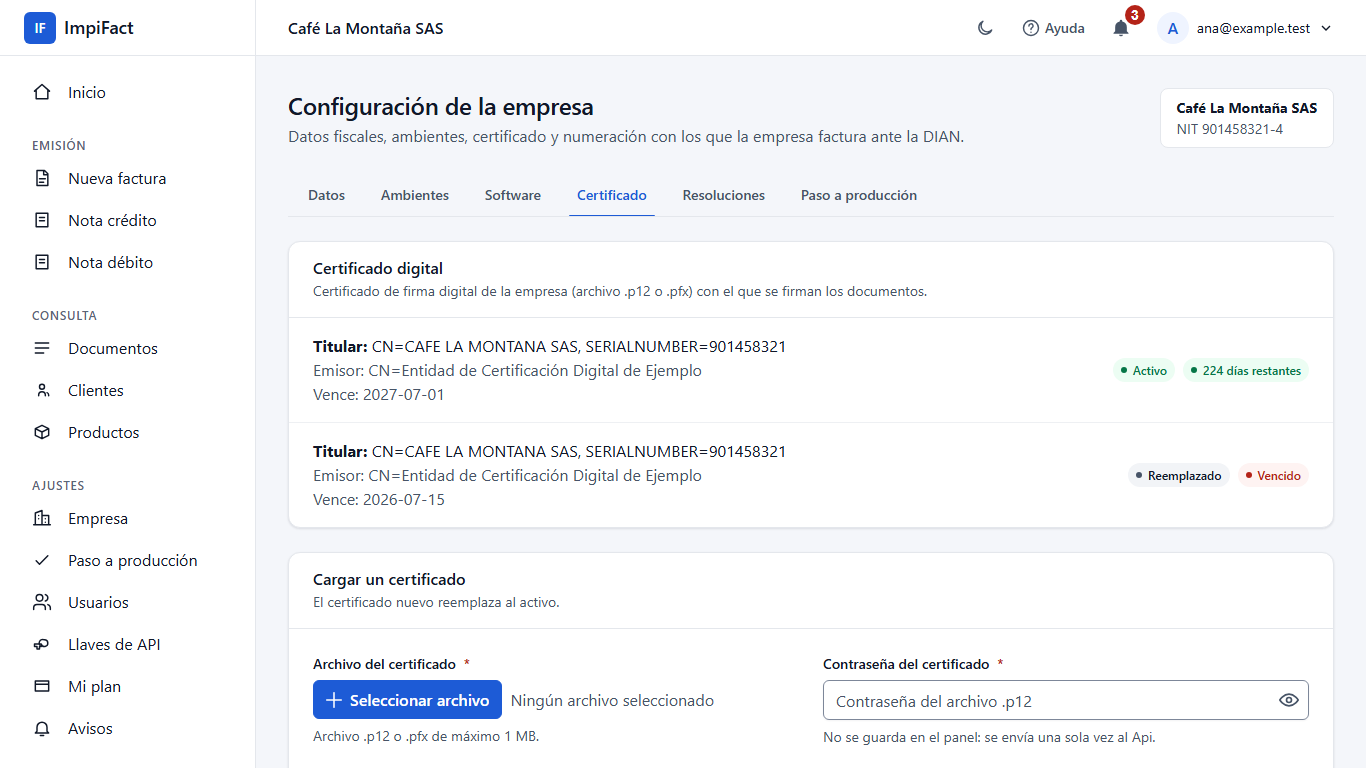 IF ImpiFact
Café La Montaña SAS
Ayuda
3
A ana@example.test
Inicio
EMISIÓN
Nueva factura
Nota crédito
Nota débito
CONSULTA
Documentos
Clientes
Productos
AJUSTES
Empresa
Paso a producción
Usuarios
Llaves de API
Mi plan
Avisos
Configuración de la empresa
Datos fiscales, ambientes, certificado y numeración con los que la empresa factura ante la DIAN.
Café La Montaña SAS
NIT 901458321-4
Datos Ambientes Software Certificado Resoluciones Paso a producción
Certificado digital
Certificado de firma digital de la empresa (archivo .p12 o .pfx) con el que se firman los documentos.
Titular: CN=CAFE LA MONTANA SAS, SERIALNUMBER=901458321
Emisor: CN=Entidad de Certificación Digital de Ejemplo
Vence: 2027-07-01
Activo 224 días restantes
Titular: CN=CAFE LA MONTANA SAS, SERIALNUMBER=901458321
Emisor: CN=Entidad de Certificación Digital de Ejemplo
Vence: 2026-07-15
Reemplazado Vencido
Cargar un certificado
El certificado nuevo reemplaza al activo.
Archivo del certificado *
Seleccionar archivo Ningún archivo seleccionado
Archivo .p12 o .pfx de máximo 1 MB.
Contraseña del certificado *
Contraseña del archivo .p12
No se guarda en el panel: se envía una sola vez al Api.